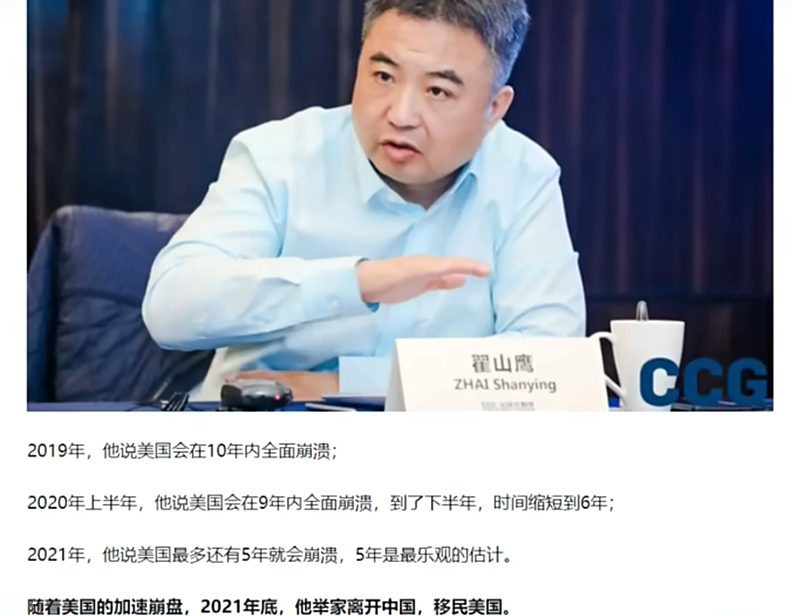 翟山鹰
ZHAI Shanying
CCG
2019年，他说美国会在10年内全面崩溃；
2020年上半年，他说美国会在9年内全面崩溃，到了下半年，时间缩短到6年；
2021年，他说美国最多还有5年就会崩溃，5年是最乐观的估计。
随着美国的加速崩盘，2021年底，他举家离开中国，移民美国。